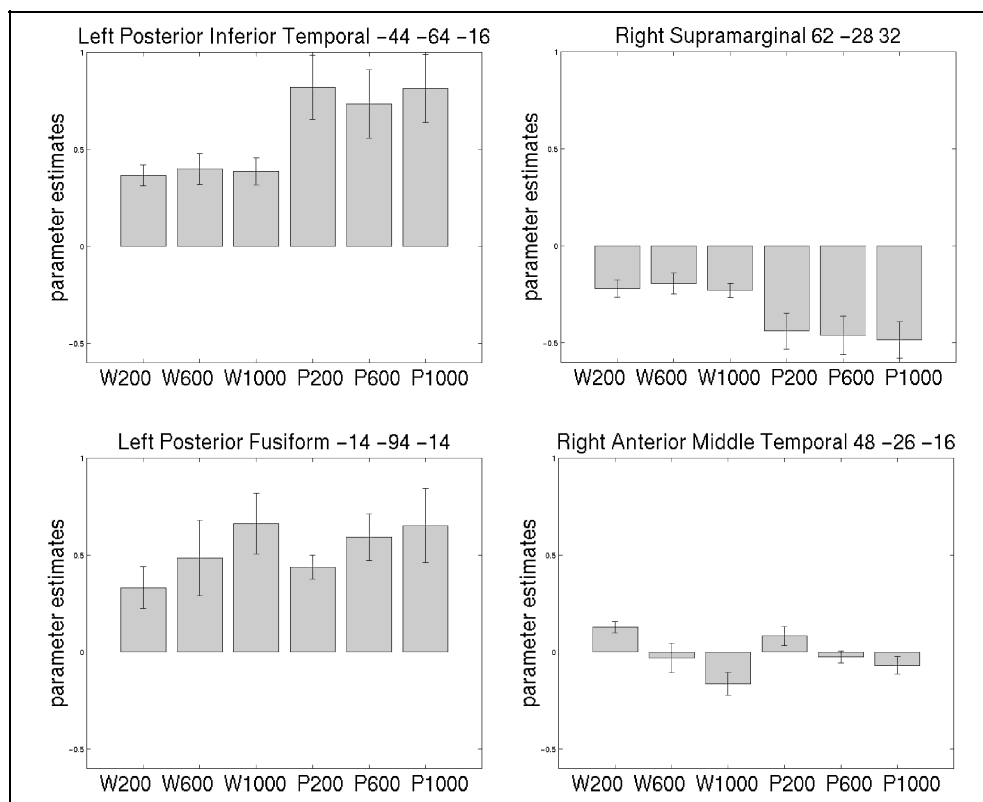 Left Posterior Inferior Temporal -44 -64 -16
1
0.5
0
-0.5
parameter estimates
W200 W600 W1000 P200 P600 P1000
Right Supramarginal 62 -28 32
1
0.5
0
-0.5
parameter estimates
W200 W600 W1000 P200 P600 P1000
Left Posterior Fusiform -14 -94 -14
1
0.5
0
-0.5
parameter estimates
W200 W600 W1000 P200 P600 P1000
Right Anterior Middle Temporal 48 -26 -16
1
0.5
0
-0.5
parameter estimates
W200 W600 W1000 P200 P600 P1000